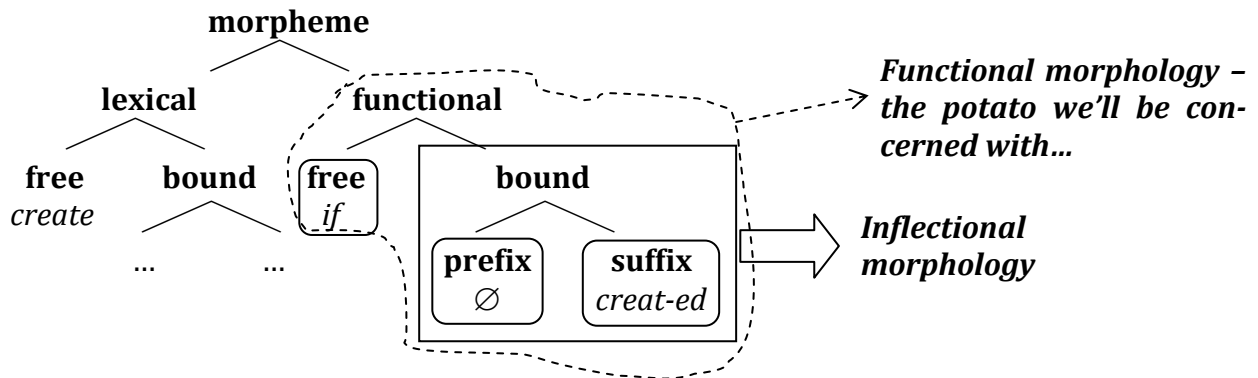 morpheme
lexical
functional
free
create
bound
free
if
bound
...
...
prefix
∅
suffix
creat-ed
Functional morphology –
the potato we'll be con-
cerned with…
Inflectional
morphology